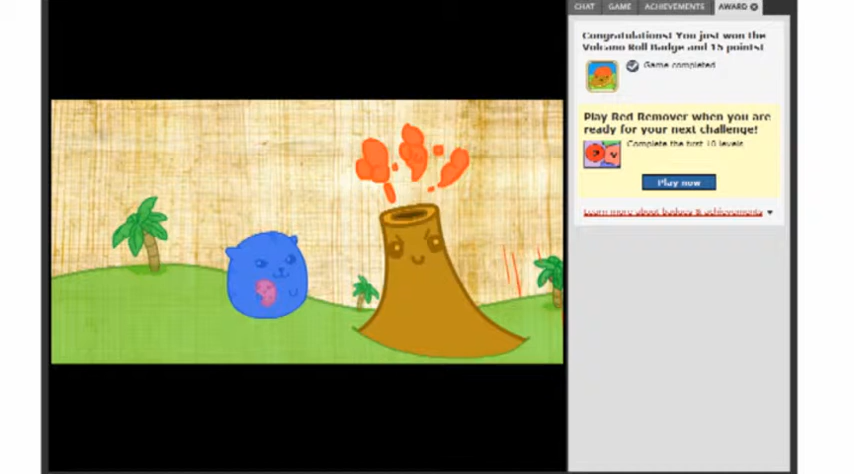 CHAT GAME ACHIEVEMENTS AWARD
Congratulations! You just won the
Volcano Roll Badge and 15 points!
Game completed
Play Red Remover when you are
ready for your next challenge!
Complete the first 10 levels
Play now
Learn more about badges & achievements